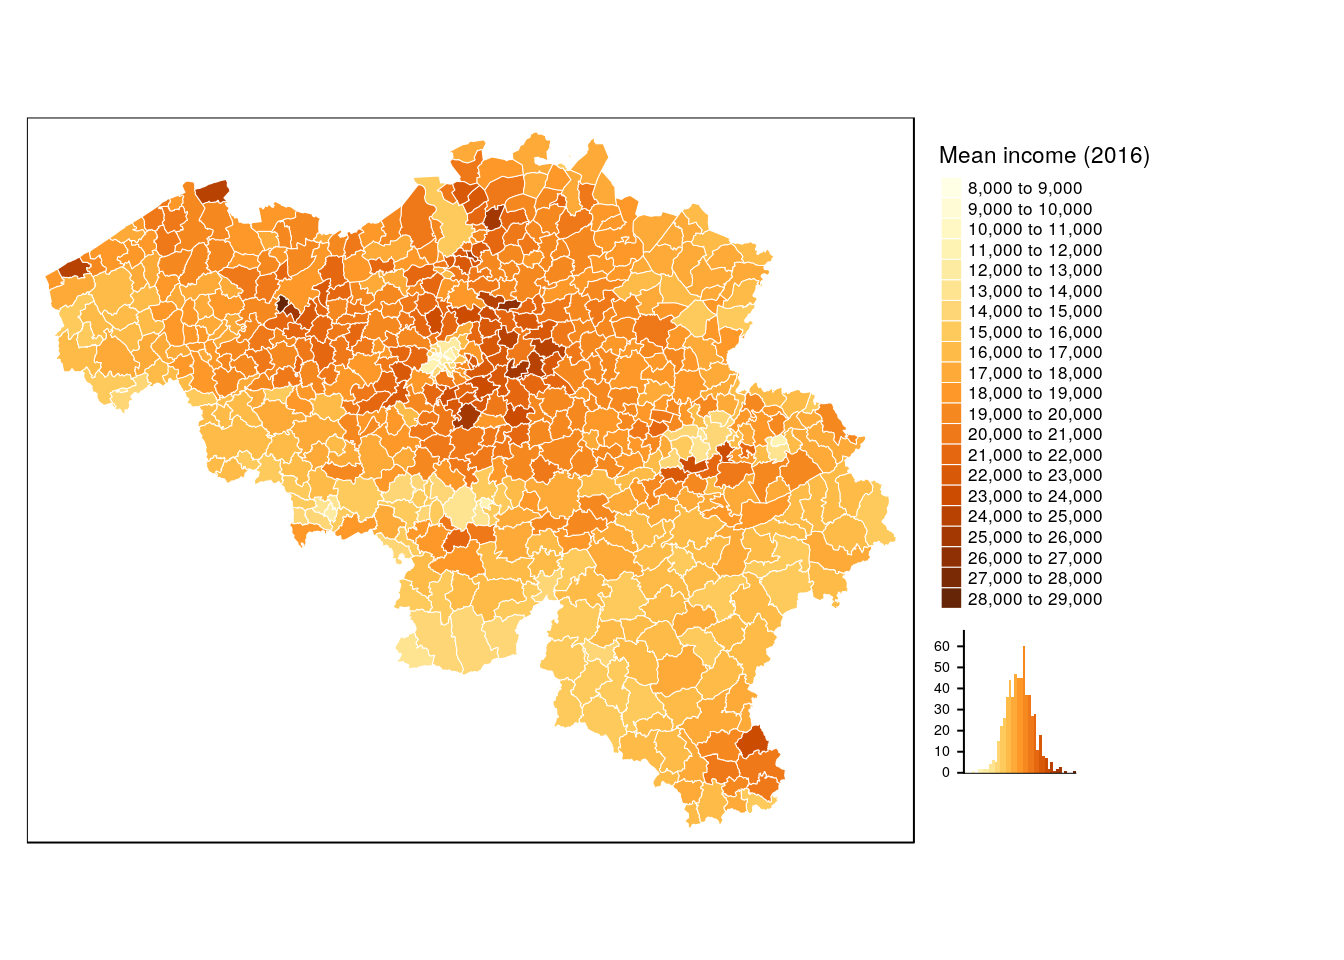 Mean income (2016)
8,000 to 9,000
9,000 to 10,000
10,000 to 11,000
11,000 to 12,000
12,000 to 13,000
13,000 to 14,000
14,000 to 15,000
15,000 to 16,000
16,000 to 17,000
17,000 to 18,000
18,000 to 19,000
19,000 to 20,000
20,000 to 21,000
21,000 to 22,000
22,000 to 23,000
23,000 to 24,000
24,000 to 25,000
25,000 to 26,000
26,000 to 27,000
27,000 to 28,000
28,000 to 29,000
60
50
40
30
20
10
0